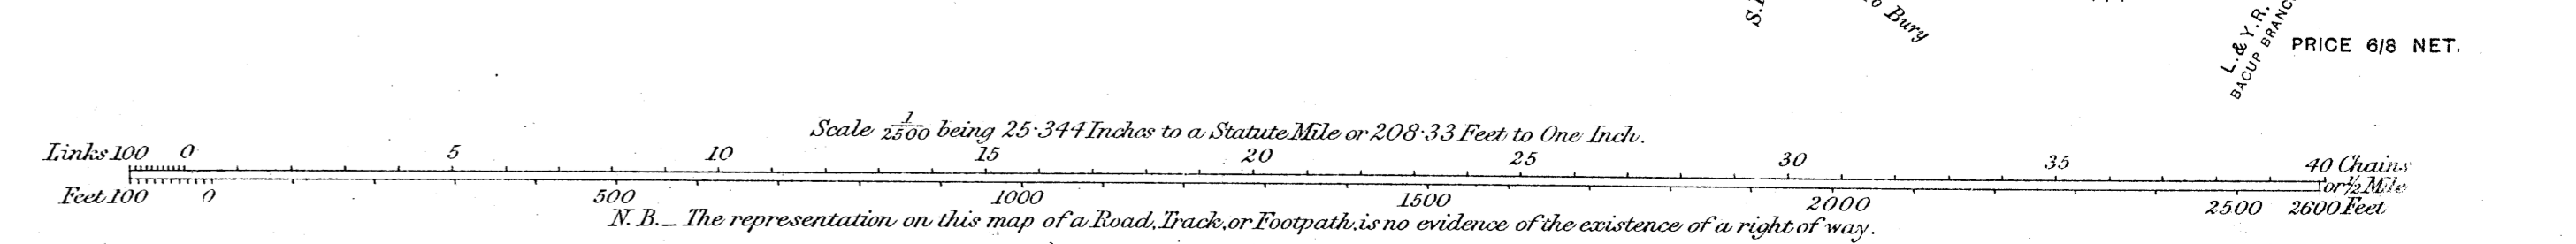 to Bury
L. & Y. R.
BACUP BRANCH
PRICE 6/8 NET.
Scale 1/2500 being 25·344 Inches to a Statute Mile or 208·33 Feet to One Inch.
Links 100 0 5 10 15 20 25 30 35 40 Chains
or ½ Mile
Feet 100 0 500 1000 1500 2000 2500 2600 Feet
N.B._ The representation on this map of a Road, Track, or Footpath, is no evidence of the existence of a right of way.